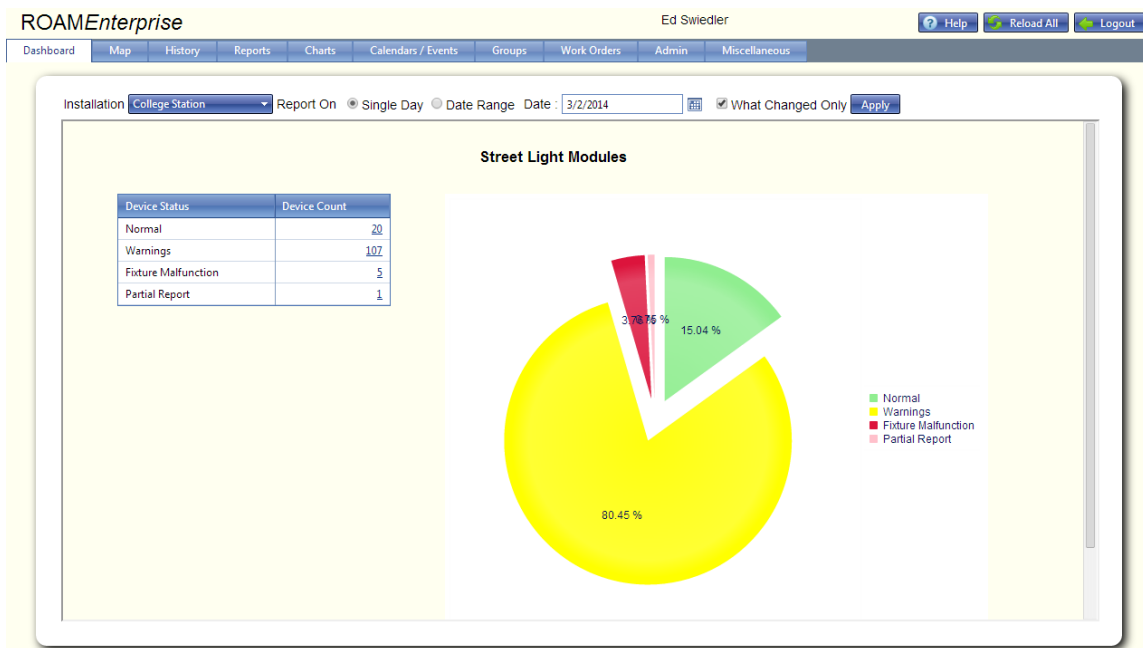 ROAMEnterprise
Ed Swiedler
Help Reload All Logout
Dashboard Map History Reports Charts Calendars / Events Groups Work Orders Admin Miscellaneous
Installation College Station Report On Single Day Date Range Date : 3/2/2014 What Changed Only Apply
Street Light Modules
Device Status Device Count
Normal 20
Warnings 107
Fixture Malfunction 5
Partial Report 1
15.04 %
80.45 %
Normal
Warnings
Fixture Malfunction
Partial Report